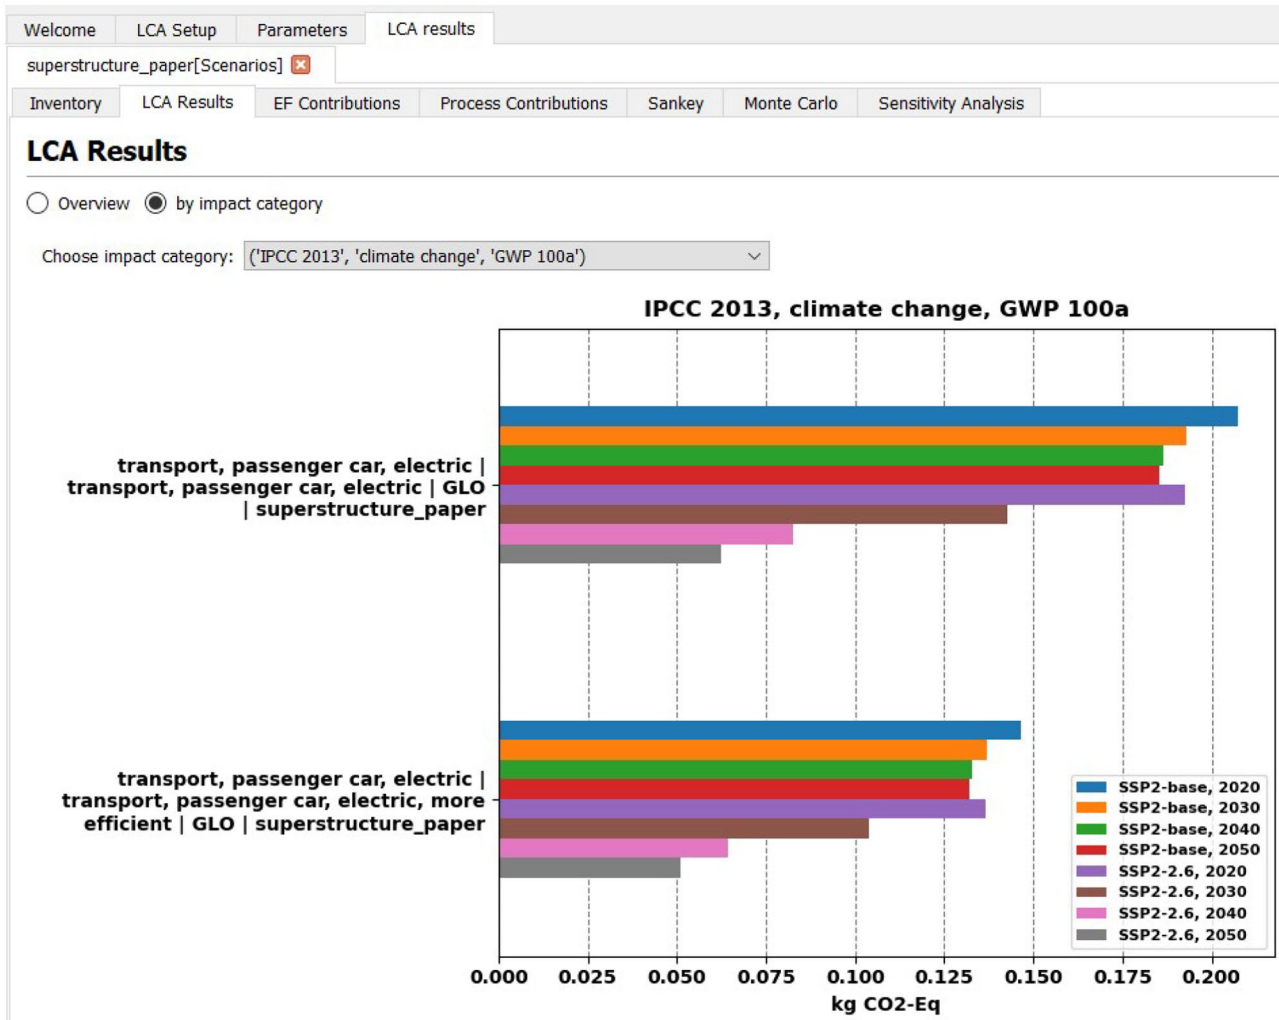 Welcome LCA Setup Parameters LCA results
superstructure_paper[Scenarios]
Inventory LCA Results EF Contributions Process Contributions Sankey Monte Carlo Sensitivity Analysis
LCA Results
Overview by impact category
Choose impact category: ('IPCC 2013', 'climate change', 'GWP 100a')
IPCC 2013, climate change, GWP 100a
transport, passenger car, electric |
transport, passenger car, electric | GLO
| superstructure_paper
transport, passenger car, electric |
transport, passenger car, electric, more
efficient | GLO | superstructure_paper
SSP2-base, 2020
SSP2-base, 2030
SSP2-base, 2040
SSP2-base, 2050
SSP2-2.6, 2020
SSP2-2.6, 2030
SSP2-2.6, 2040
SSP2-2.6, 2050
0.000 0.025 0.050 0.075 0.100 0.125 0.150 0.175 0.200
kg CO2-Eq